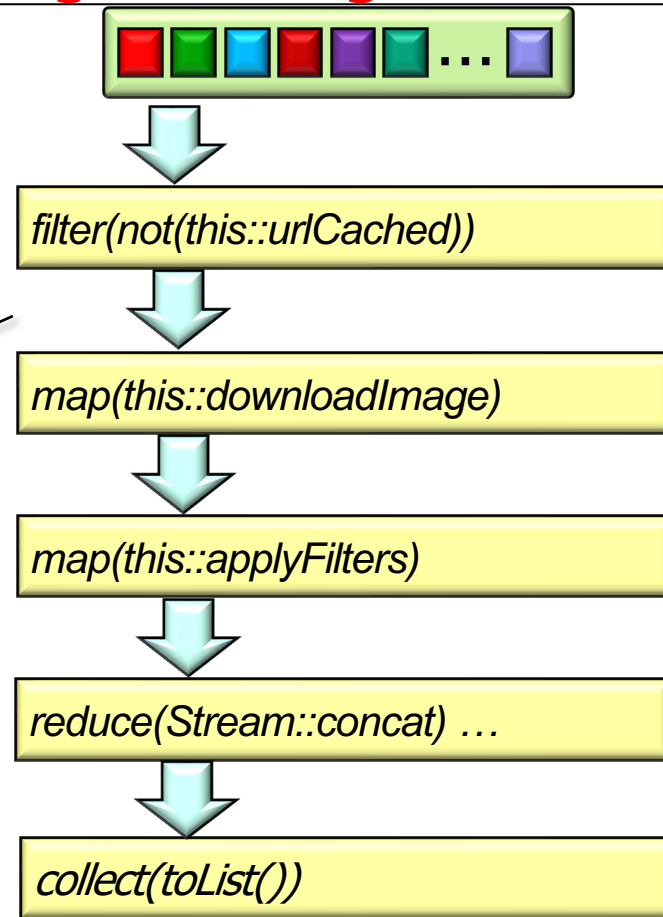 ...
filter(not(this::urlCached))
map(this::downloadImage)
map(this::applyFilters)
reduce(Stream::concat) …
collect(toList())